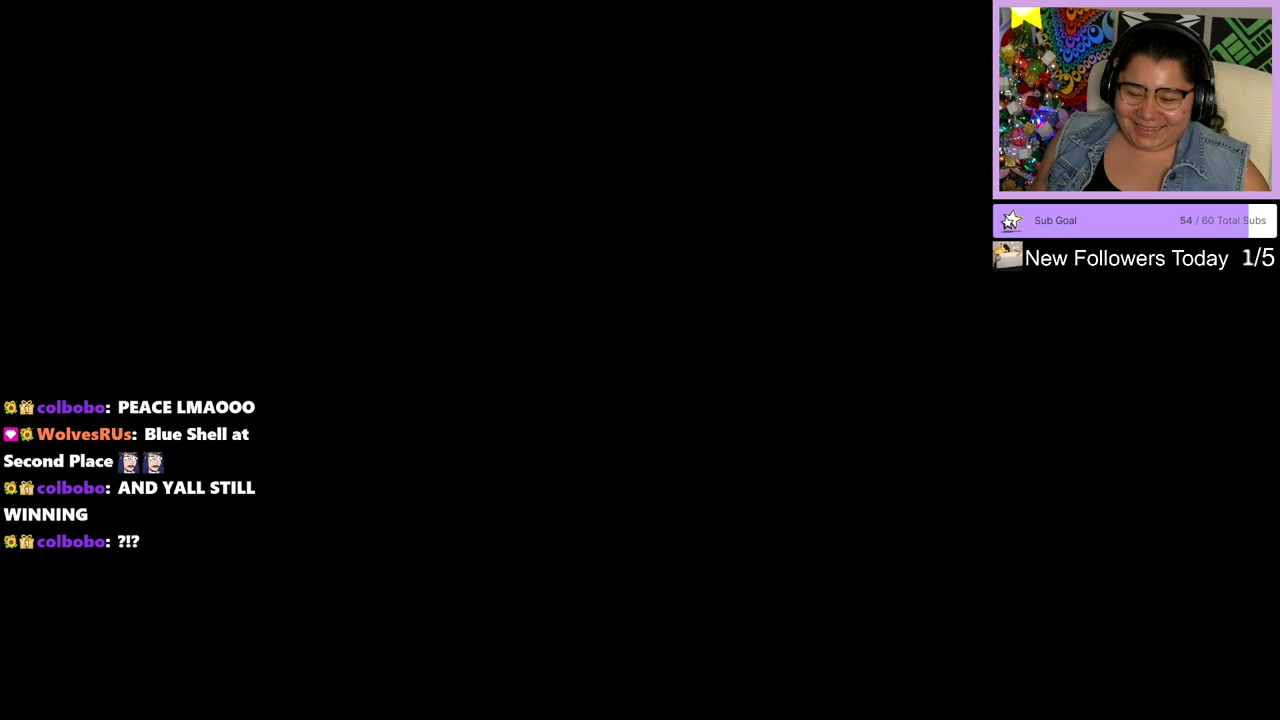 Sub Goal 54 / 60 Total Subs
New Followers Today 1/5
colbobo: PEACE LMAOOO
WolvesRUs: Blue Shell at
Second Place
colbobo: AND YALL STILL
WINNING
colbobo: ?!?